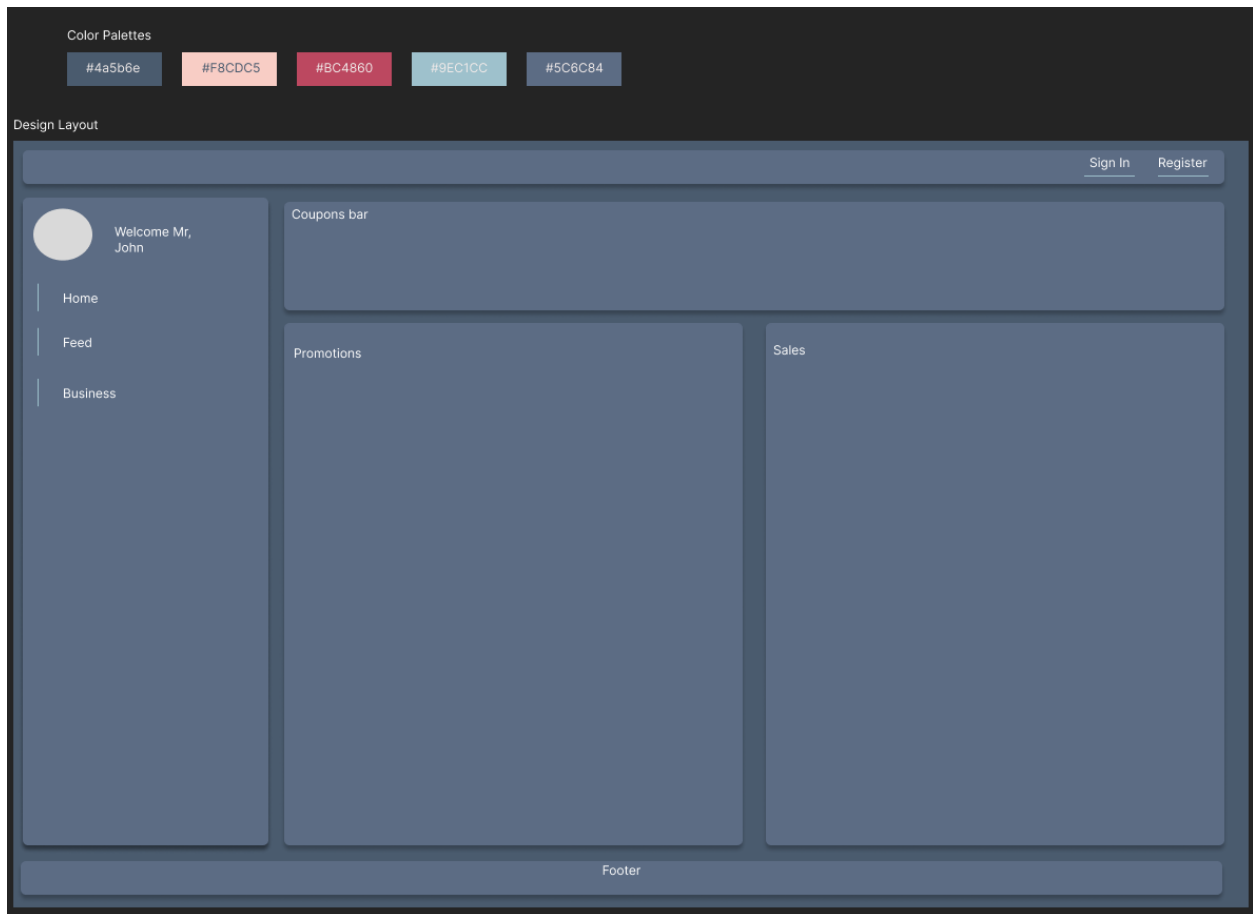 Color Palettes
#4a5b6e
#F8CDC5
#BC4860
#9EC1CC
#5C6C84
Design Layout
Sign In
Register
Welcome Mr,
John
Home
Feed
Business
Coupons bar
Promotions
Sales
Footer